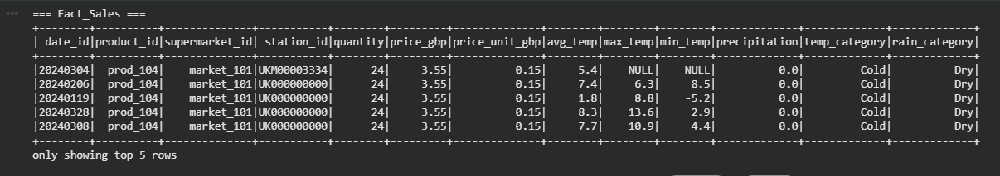 === Fact_Sales ===
+--------+----------+--------------+-----------+--------+---------+--------------+--------+--------+--------+-------------+-------------+-------------+
| date_id|product_id|supermarket_id| station_id|quantity|price_gbp|price_unit_gbp|avg_temp|max_temp|min_temp|precipitation|temp_category|rain_category|
+--------+----------+--------------+-----------+--------+---------+--------------+--------+--------+--------+-------------+-------------+-------------+
|20240304|  prod_104|    market_101|UKM00003334|      24|     3.55|          0.15|     5.4|    NULL|    NULL|          0.0|         Cold|          Dry|
|20240206|  prod_104|    market_101|UK000000000|      24|     3.55|          0.15|     7.4|     6.3|     8.5|          0.0|         Cold|          Dry|
|20240119|  prod_104|    market_101|UK000000000|      24|     3.55|          0.15|     1.8|     8.8|    -5.2|          0.0|         Cold|          Dry|
|20240328|  prod_104|    market_101|UK000000000|      24|     3.55|          0.15|     8.3|    13.6|     2.9|          0.0|         Cold|          Dry|
|20240308|  prod_104|    market_101|UK000000000|      24|     3.55|          0.15|     7.7|    10.9|     4.4|          0.0|         Cold|          Dry|
+--------+----------+--------------+-----------+--------+---------+--------------+--------+--------+--------+-------------+-------------+-------------+
only showing top 5 rows